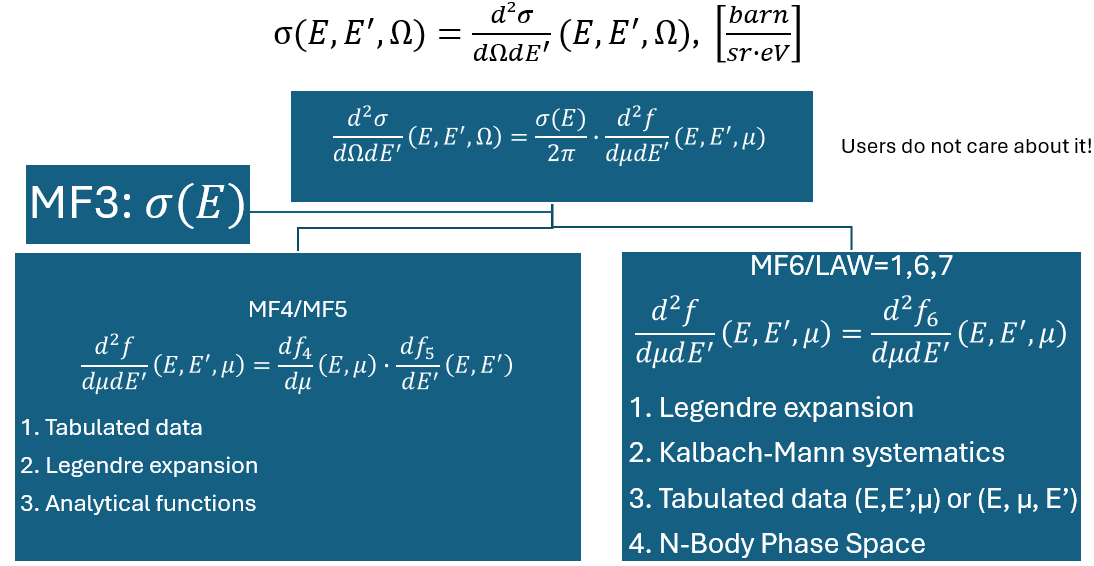 σ(E, E′, Ω) = d²σ/dΩdE′ (E, E′, Ω), [barn/sr·eV]
d²σ/dΩdE′ (E, E′, Ω) = σ(E)/2π · d²f/dμdE′ (E, E′, μ)
Users do not care about it!
MF3: σ(E)
MF4/MF5
d²f/dμdE′ (E, E′, μ) = df₄/dμ (E, μ) · df₅/dE′ (E, E′)
1. Tabulated data
2. Legendre expansion
3. Analytical functions
MF6/LAW=1,6,7
d²f/dμdE′ (E, E′, μ) = d²f₆/dμdE′ (E, E′, μ)
1. Legendre expansion
2. Kalbach-Mann systematics
3. Tabulated data (E,E’,μ) or (E, μ, E’)
4. N-Body Phase Space